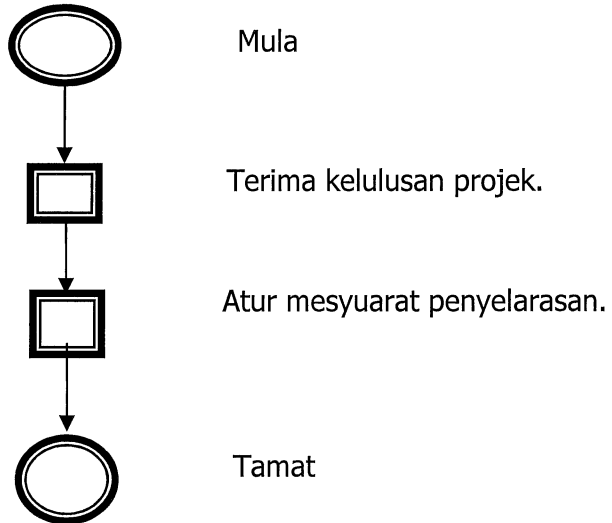 Mula
Terima kelulusan projek.
Atur mesyuarat penyelarasan.
Tamat